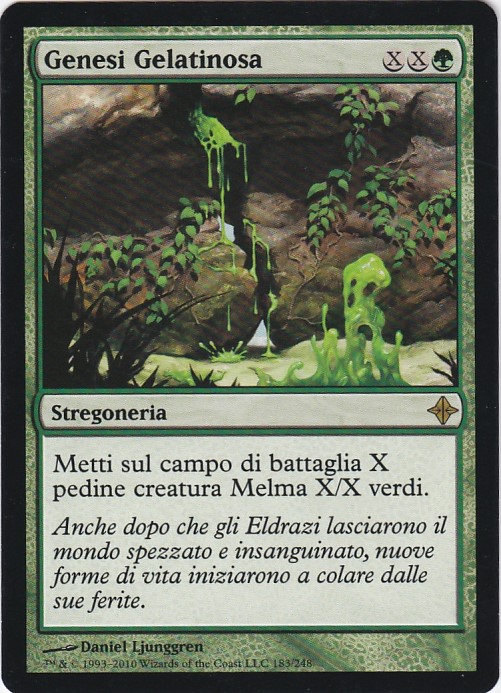 Genesi Gelatinosa XX
Stregoneria
Metti sul campo di battaglia X
pedine creatura Melma X/X verdi.
Anche dopo che gli Eldrazi lasciarono il
mondo spezzato e insanguinato, nuove
forme di vita iniziarono a colare dalle
sue ferite.
Daniel Ljunggren
™ & © 1993–2010 Wizards of the Coast LLC 183/248